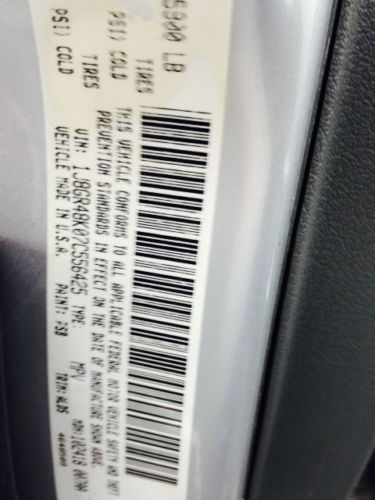 5900 LB
TIRES TIRES
PSI) COLD PSI) COLD
THIS VEHICLE CONFORMS TO ALL APPLICABLE FEDERAL MOTOR VEHICLE SAFETY AND
PREVENTION STANDARDS IN EFFECT ON THE DATE OF MANUFACTURE SHOWN ABOVE.
VIN: 1J8GR48K07C556425 TYPE: MPV
VEHICLE MADE IN U.S.A. PAINT: PSB TRIM: